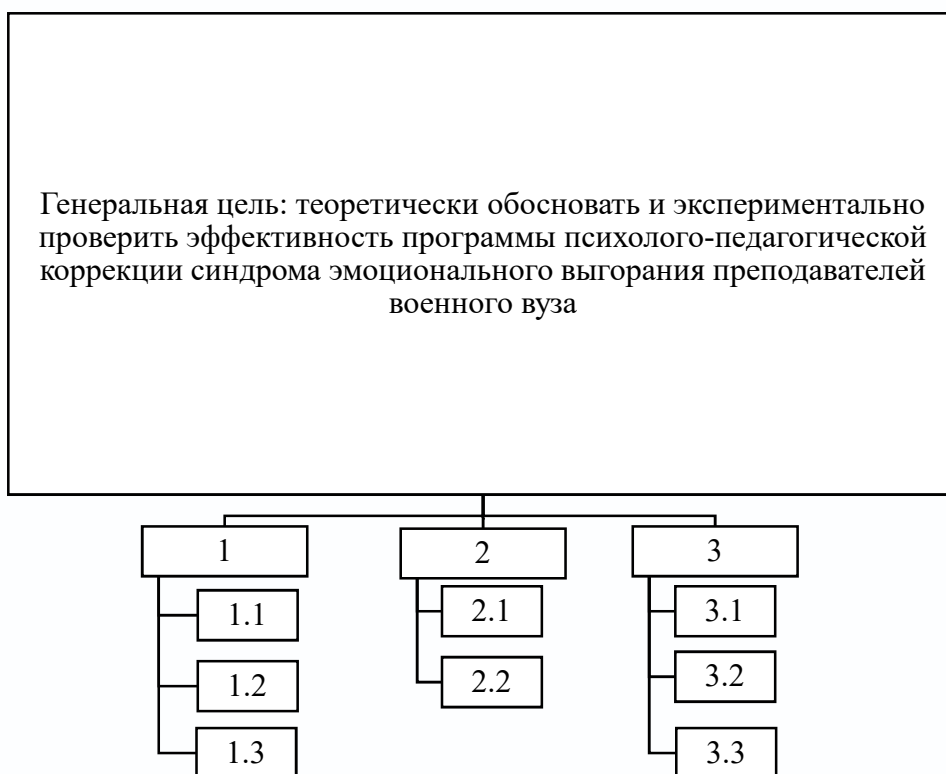 Генеральная цель: теоретически обосновать и экспериментально
проверить эффективность программы психолого-педагогической
коррекции синдрома эмоционального выгорания преподавателей
военного вуза
1
2
3
1.1
2.1
3.1
1.2
2.2
3.2
1.3
3.3